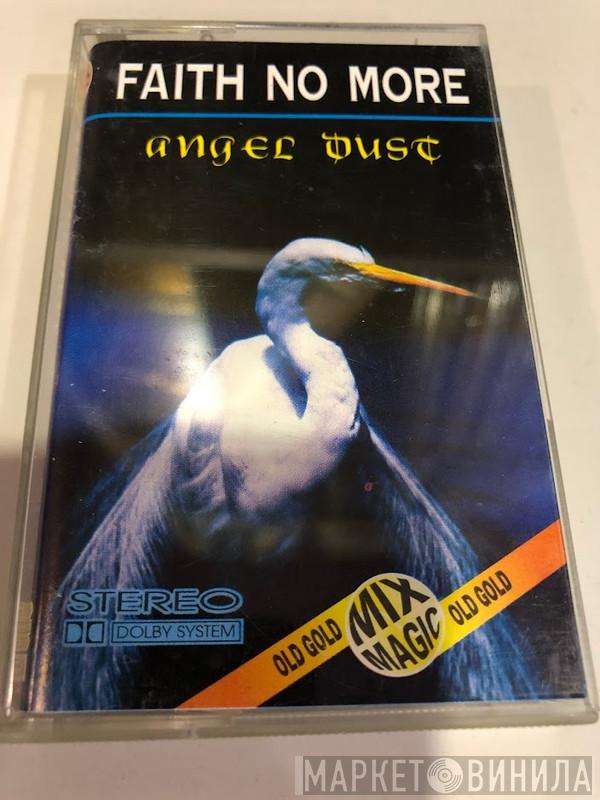 FAITH NO MORE
angel dust
STEREO
DOLBY SYSTEM
OLD GOLD MIX MAGIC OLD GOLD
МАРКЕТ ВИНИЛА